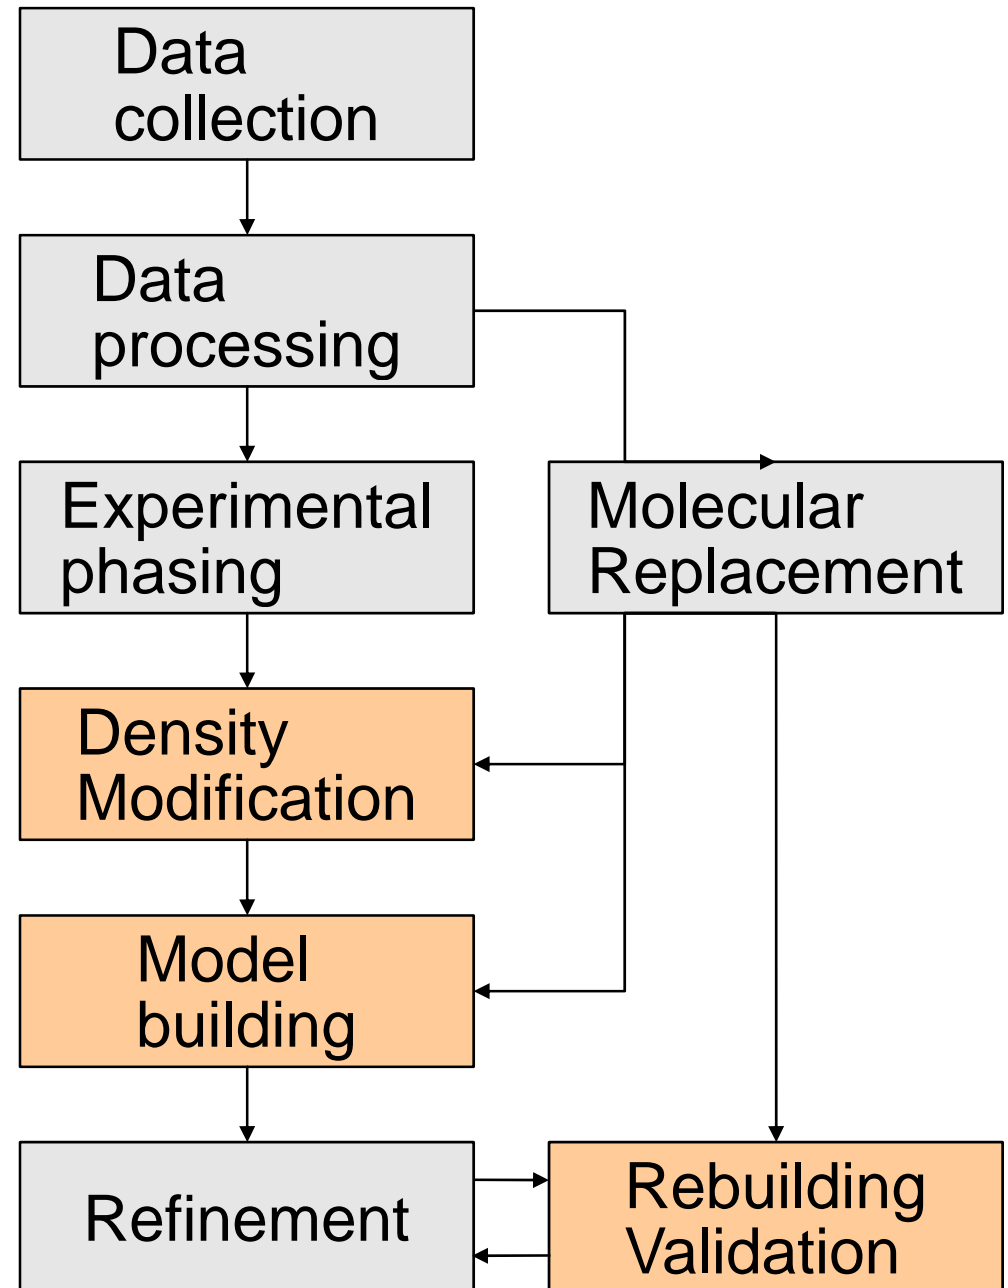 Data
collection
Data
processing
Experimental
phasing
Molecular
Replacement
Density
Modification
Model
building
Refinement
Rebuilding
Validation